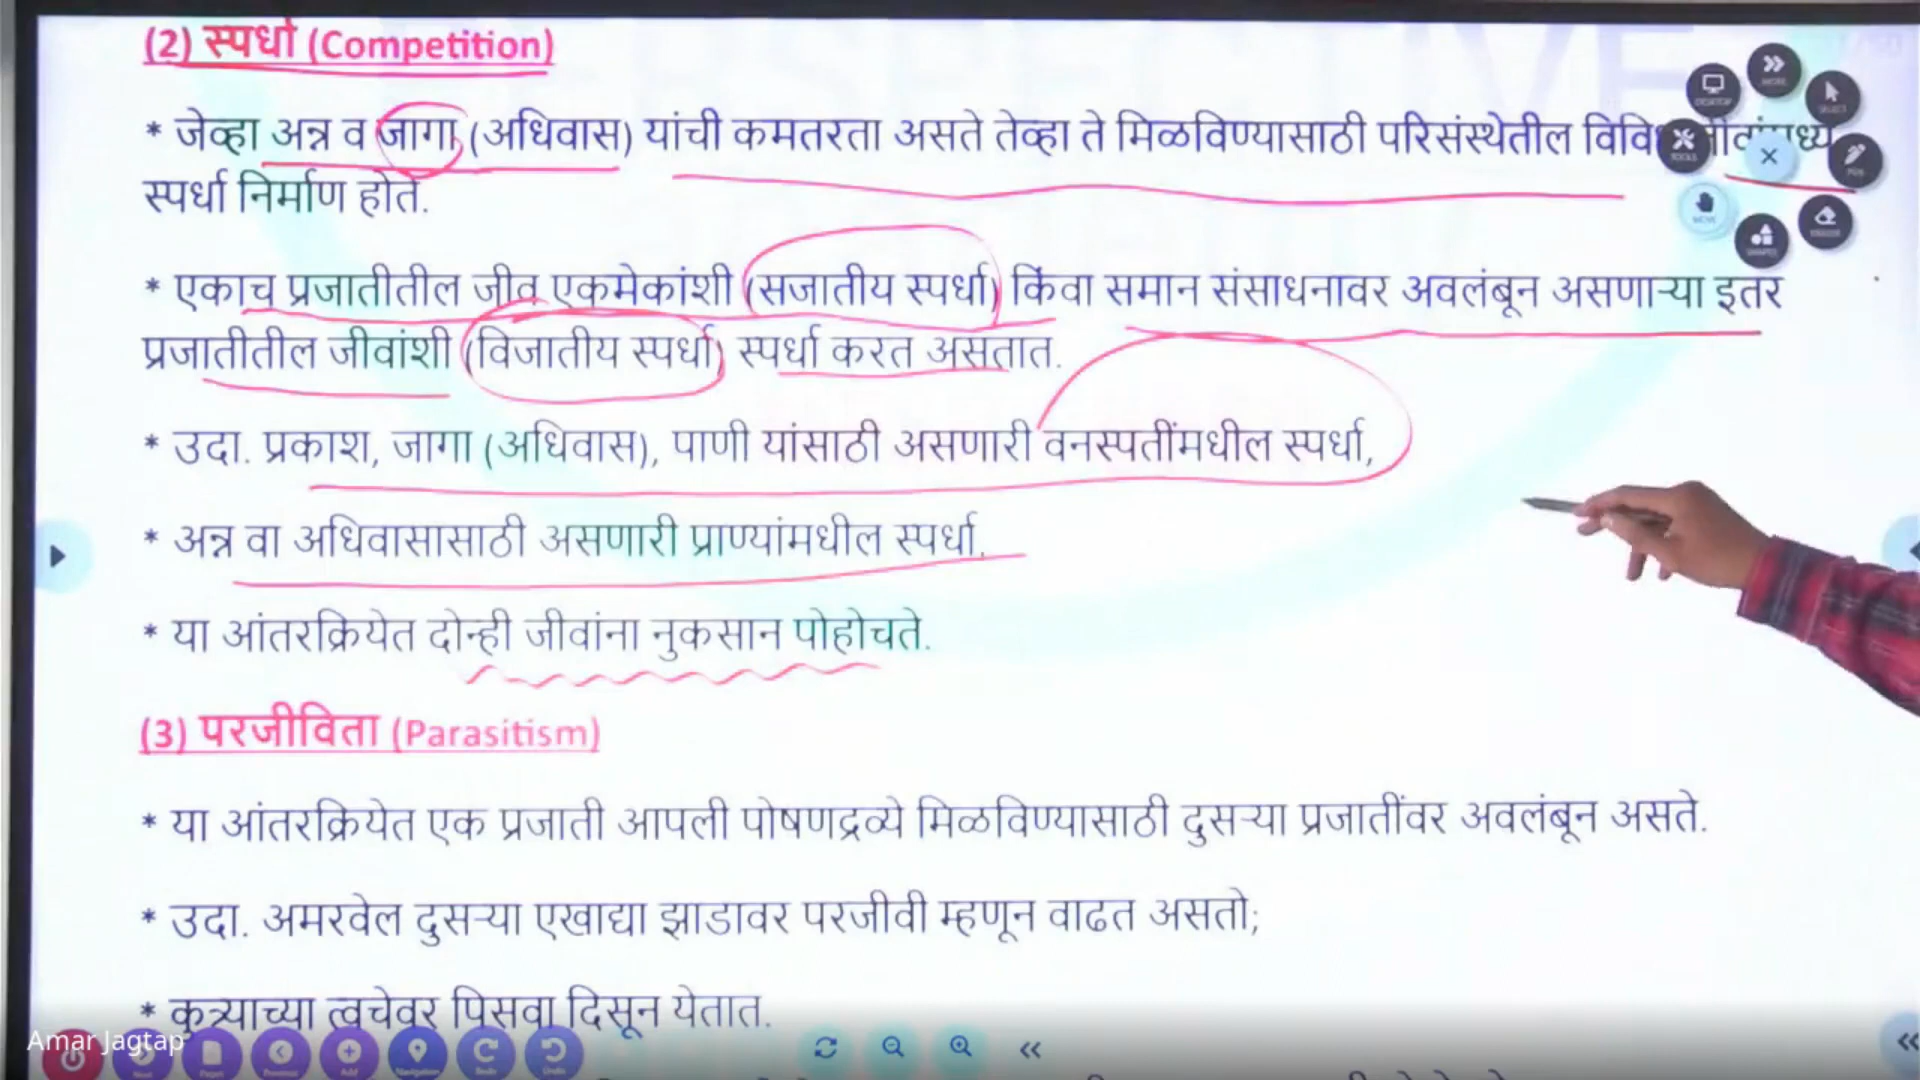 (2) स्पर्धा (Competition)
* जेव्हा अन्न व जागा (अधिवास) यांची कमतरता असते तेव्हा ते मिळविण्यासाठी परिसंस्थेतील
स्पर्धा निर्माण होते.
* एकाच प्रजातीतील जीव एकमेकांशी (सजातीय स्पर्धा) किंवा समान संसाधनावर अवलंबून असणाऱ्या इतर
प्रजातीतील जीवांशी (विजातीय स्पर्धा) स्पर्धा करत असतात.
* उदा. प्रकाश, जागा (अधिवास), पाणी यांसाठी असणारी वनस्पतींमधील स्पर्धा,
* अन्न वा अधिवासासाठी असणारी प्राण्यांमधील स्पर्धा.
* या आंतरक्रियेत दोन्ही जीवांना नुकसान पोहोचते.
(3) परजीविता (Parasitism)
* या आंतरक्रियेत एक प्रजाती आपली पोषणद्रव्ये मिळविण्यासाठी दुसऱ्या प्रजातींवर अवलंबून असते.
* उदा. अमरवेल दुसऱ्या एखाद्या झाडावर परजीवी म्हणून वाढत असतो;
* कुत्र्याच्या त्वचेवर पिसवा दिसून येतात.
Amar Jagtap